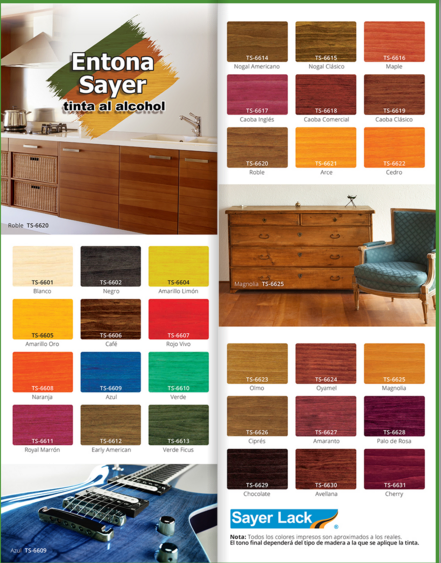 Entona
Sayer
tinta al alcohol
Roble TS-6620
TS-6601 TS-6602 TS-6604
Blanco Negro Amarillo Limón
TS-6605 TS-6606 TS-6607
Amarillo Oro Café Rojo Vivo
TS-6608 TS-6609 TS-6610
Naranja Azul Verde
TS-6611 TS-6612 TS-6613
Royal Marrón Early American Verde Ficus
Azul TS-6609
TS-6614 TS-6615 TS-6616
Nogal Americano Nogal Clásico Maple
TS-6617 TS-6618 TS-6619
Caoba Inglés Caoba Comercial Caoba Clásico
TS-6620 TS-6621 TS-6622
Roble Arce Cedro
Magnolia TS-6625
TS-6623 TS-6624 TS-6625
Olmo Oyamel Magnolia
TS-6626 TS-6627 TS-6628
Ciprés Amaranto Palo de Rosa
TS-6629 TS-6630 TS-6631
Chocolate Avellana Cherry
Sayer Lack ®
Nota: Todos los colores impresos son aproximados a los reales.
El tono final dependerá del tipo de madera a la que se aplique la tinta.